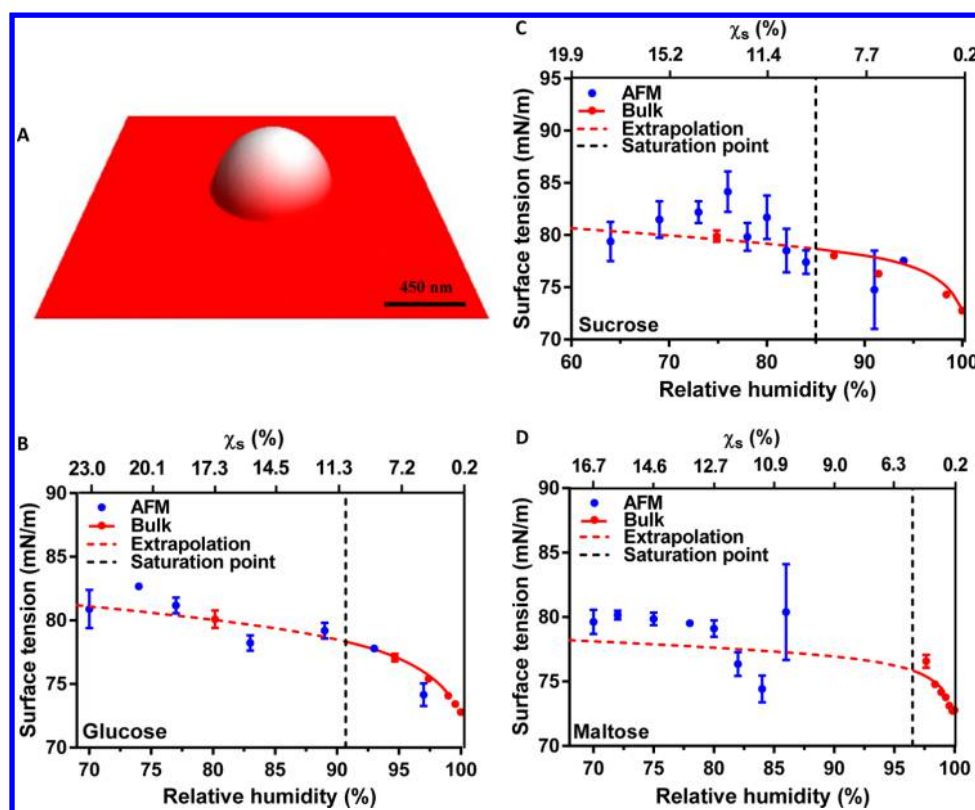 A
450 nm
C
χs (%)
19.9 15.2 11.4 7.7 0.2
95
90
85
80
75
70
Surface tension (mN/m)
AFM
Bulk
Extrapolation
Saturation point
Sucrose
60 70 80 90 100
Relative humidity (%)
B
χs (%)
23.0 20.1 17.3 14.5 11.3 7.2 0.2
90
85
80
75
70
Surface tension (mN/m)
AFM
Bulk
Extrapolation
Saturation point
Glucose
70 75 80 85 90 95 100
Relative humidity (%)
D
χs (%)
16.7 14.6 12.7 10.9 9.0 6.3 0.2
90
85
80
75
70
Surface tension (mN/m)
AFM
Bulk
Extrapolation
Saturation point
Maltose
70 75 80 85 90 95 100
Relative humidity (%)